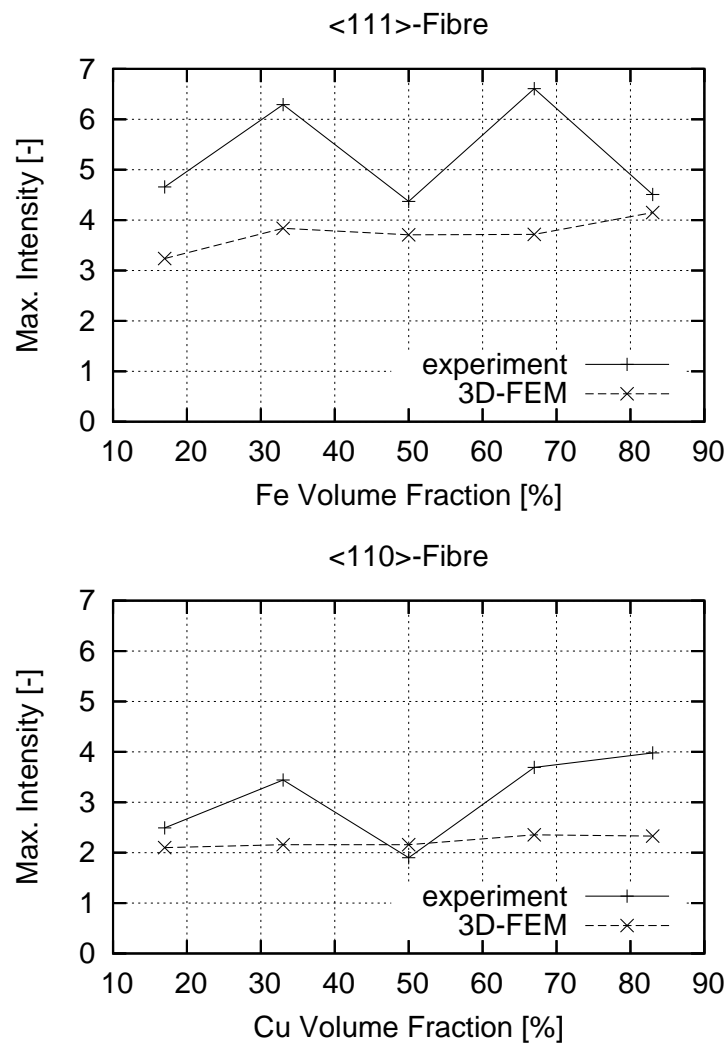 <111>-Fibre
7
6
5
4
3
2
1
0
Max. Intensity [-]
experiment
3D-FEM
10 20 30 40 50 60 70 80 90
Fe Volume Fraction [%]
<110>-Fibre
7
6
5
4
3
2
1
0
Max. Intensity [-]
experiment
3D-FEM
10 20 30 40 50 60 70 80 90
Cu Volume Fraction [%]